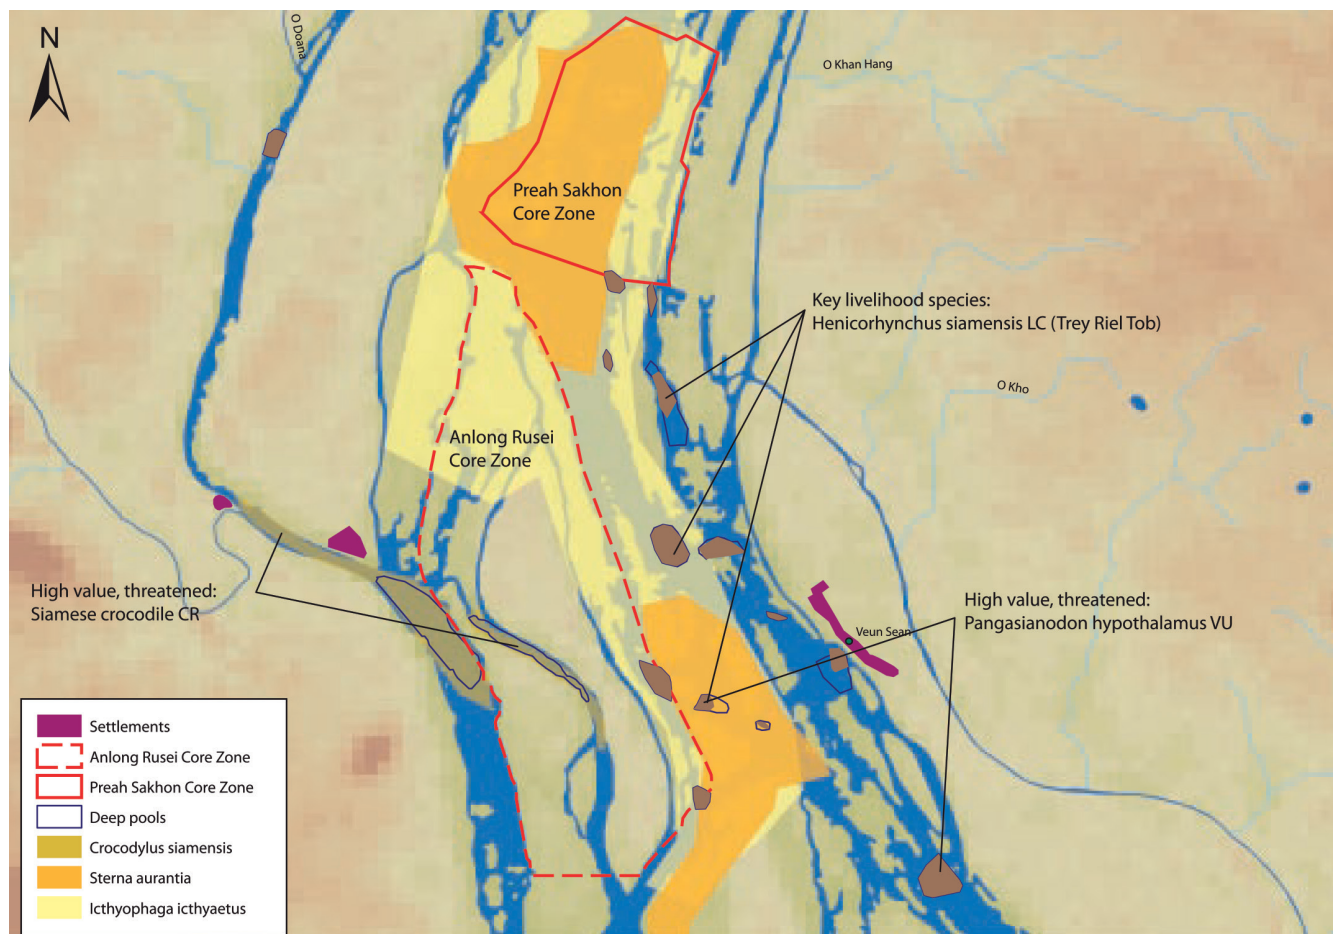 N
O Doana
O Khan Hang
Preah Sakhon
Core Zone
Key livelihood species:
Henicorhynchus siamensis LC (Trey Riel Tob)
O Kho
Anlong Rusei
Core Zone
High value, threatened:
Siamese crocodile CR
High value, threatened:
Pangasianodon hypothalamus VU
Veun Sean
Settlements
Anlong Rusei Core Zone
Preah Sakhon Core Zone
Deep pools
Crocodylus siamensis
Sterna aurantia
Icthyophaga icthyaetus